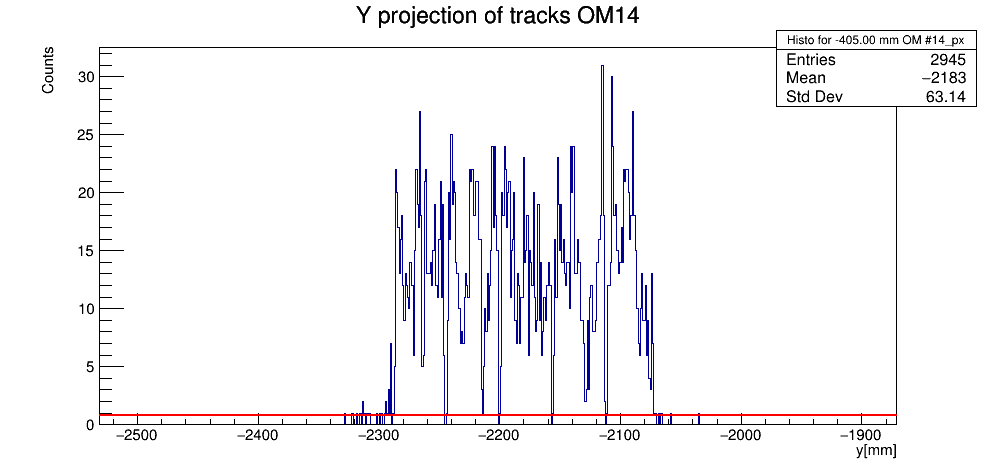 Y projection of tracks OM14
Histo for -405.00 mm OM #14_px
Entries 2945
Mean −2183
Std Dev 63.14
Counts
30
25
20
15
10
5
0
−2500 −2400 −2300 −2200 −2100 −2000 −1900
y[mm]